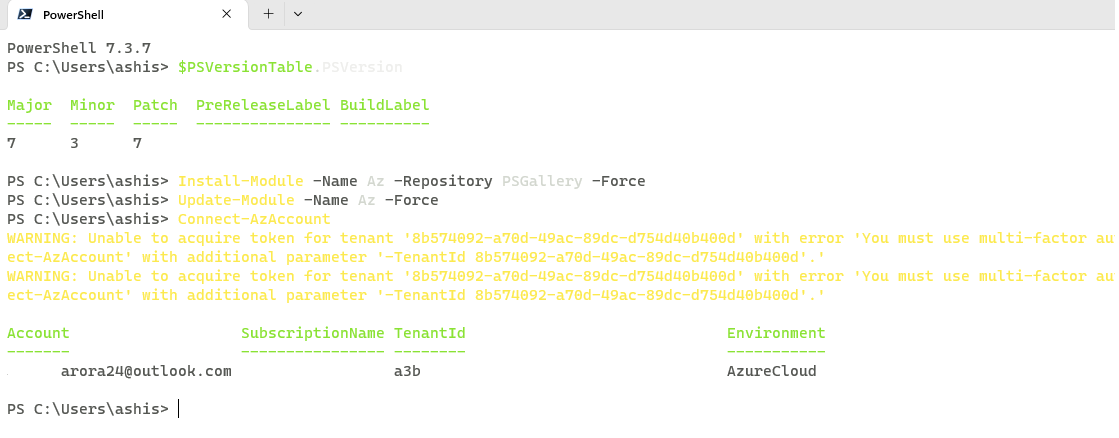 PowerShell
PowerShell 7.3.7
PS C:\Users\ashis> $PSVersionTable.PSVersion
Major  Minor  Patch  PreReleaseLabel BuildLabel
-----  -----  -----  --------------- ----------
7      3      7
PS C:\Users\ashis> Install-Module -Name Az -Repository PSGallery -Force
PS C:\Users\ashis> Update-Module -Name Az -Force
PS C:\Users\ashis> Connect-AzAccount
WARNING: Unable to acquire token for tenant '8b574092-a70d-49ac-89dc-d754d40b400d' with error 'You must use multi-factor au
ect-AzAccount' with additional parameter '-TenantId 8b574092-a70d-49ac-89dc-d754d40b400d'.'
WARNING: Unable to acquire token for tenant '8b574092-a70d-49ac-89dc-d754d40b400d' with error 'You must use multi-factor au
ect-AzAccount' with additional parameter '-TenantId 8b574092-a70d-49ac-89dc-d754d40b400d'.'
Account                   SubscriptionName TenantId                             Environment
-------                   ---------------- --------                             -----------
arora24@outlook.com                  a3b                                  AzureCloud
PS C:\Users\ashis>